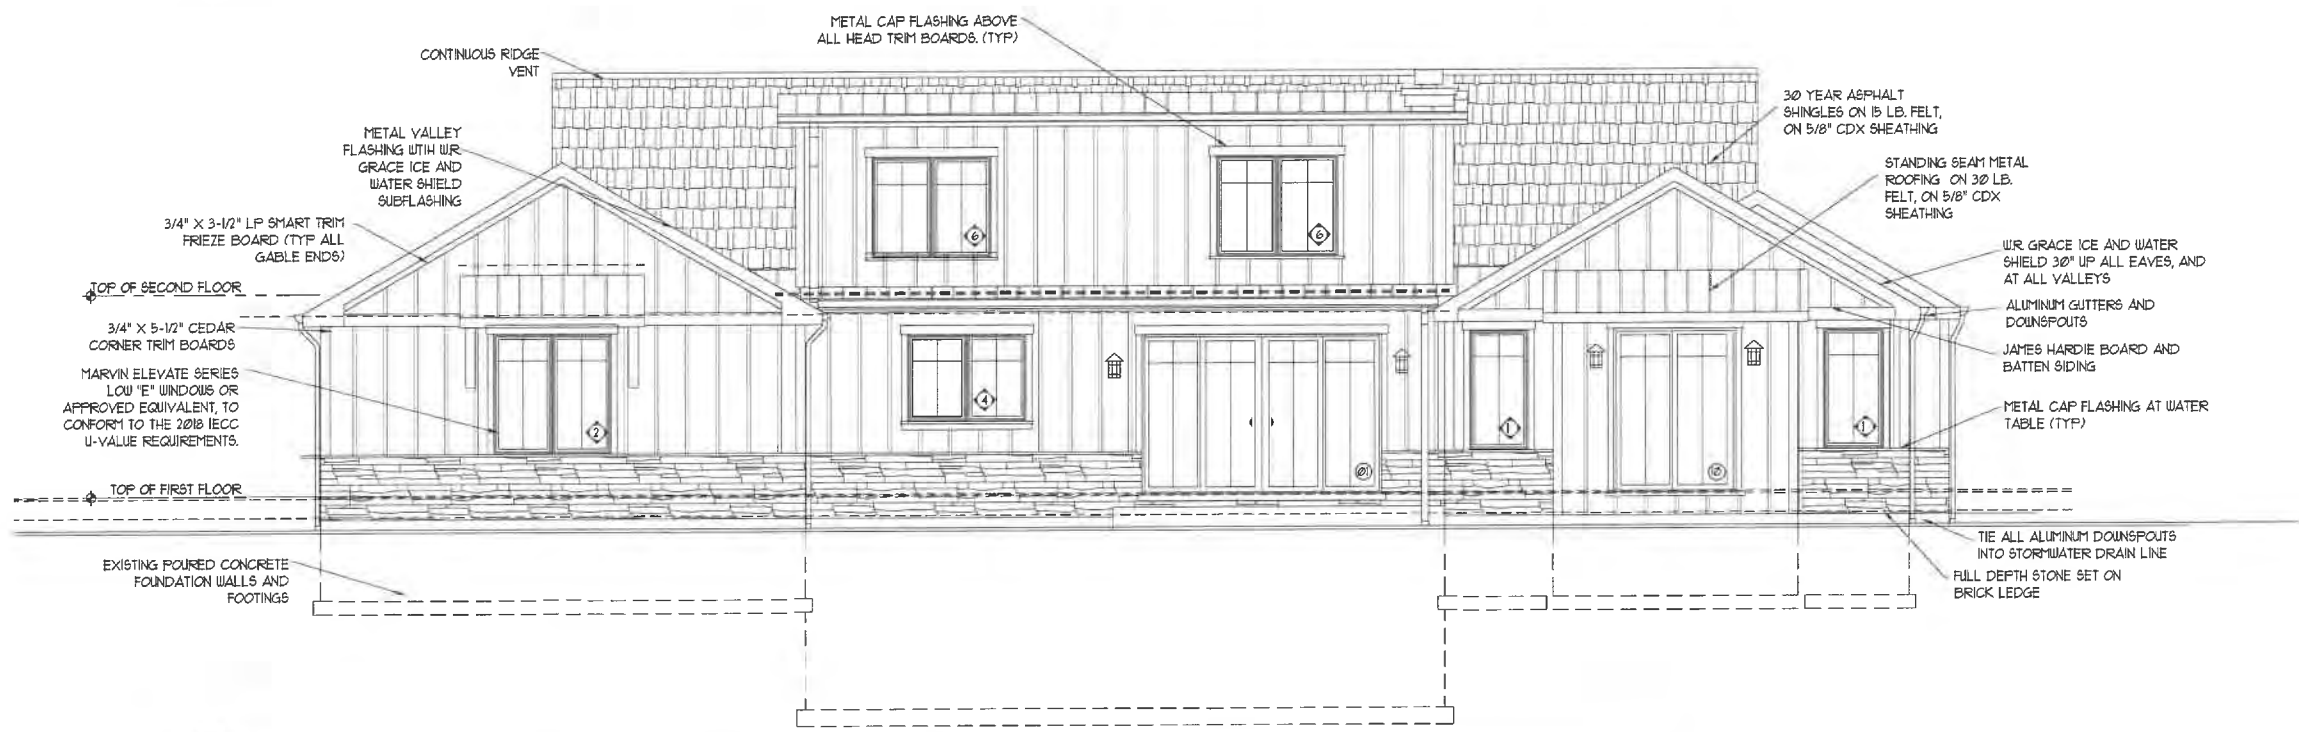 METAL CAP FLASHING ABOVE
ALL HEAD TRIM BOARDS. (TYP)
CONTINUOUS RIDGE
VENT
METAL VALLEY
FLASHING WTIH W.R.
GRACE ICE AND
WATER SHIELD
SUBFLASHING
3/4" X 3-1/2" LP SMART TRIM
FRIEZE BOARD (TYP ALL
GABLE ENDS)
TOP OF SECOND FLOOR
3/4" X 5-1/2" CEDAR
CORNER TRIM BOARDS
MARVIN ELEVATE SERIES
LOW "E" WINDOWS OR
APPROVED EQUIVALENT, TO
CONFORM TO THE 2018 IECC
U-VALUE REQUIREMENTS.
TOP OF FIRST FLOOR
EXISTING POURED CONCRETE
FOUNDATION WALLS AND
FOOTINGS
6
6
2
4
1
1
30 YEAR ASPHALT
SHINGLES ON 15 LB. FELT,
ON 5/8" CDX SHEATHING
STANDING SEAM METAL
ROOFING ON 30 LB.
FELT, ON 5/8" CDX
SHEATHING
W.R. GRACE ICE AND WATER
SHIELD 30" UP ALL EAVES, AND
AT ALL VALLEYS
ALUMINUM GUTTERS AND
DOWNSPOUTS
JAMES HARDIE BOARD AND
BATTEN SIDING
METAL CAP FLASHING AT WATER
TABLE (TYP)
TIE ALL ALUMINUM DOWNSPOUTS
INTO STORMWATER DRAIN LINE
FULL DEPTH STONE SET ON
BRICK LEDGE